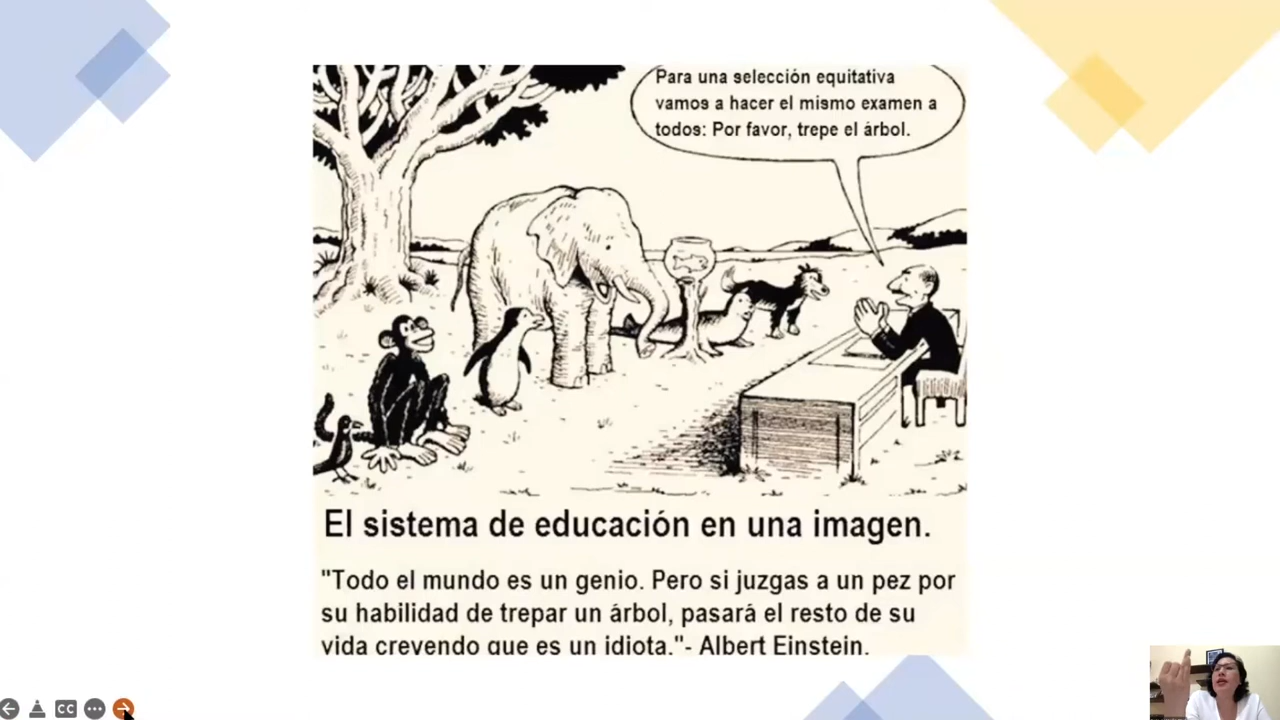 Para una selección equitativa
vamos a hacer el mismo examen a
todos: Por favor, trepe el árbol.
El sistema de educación en una imagen.
"Todo el mundo es un genio. Pero si juzgas a un pez por
su habilidad de trepar un árbol, pasará el resto de su
vida creyendo que es un idiota."- Albert Einstein.
CC